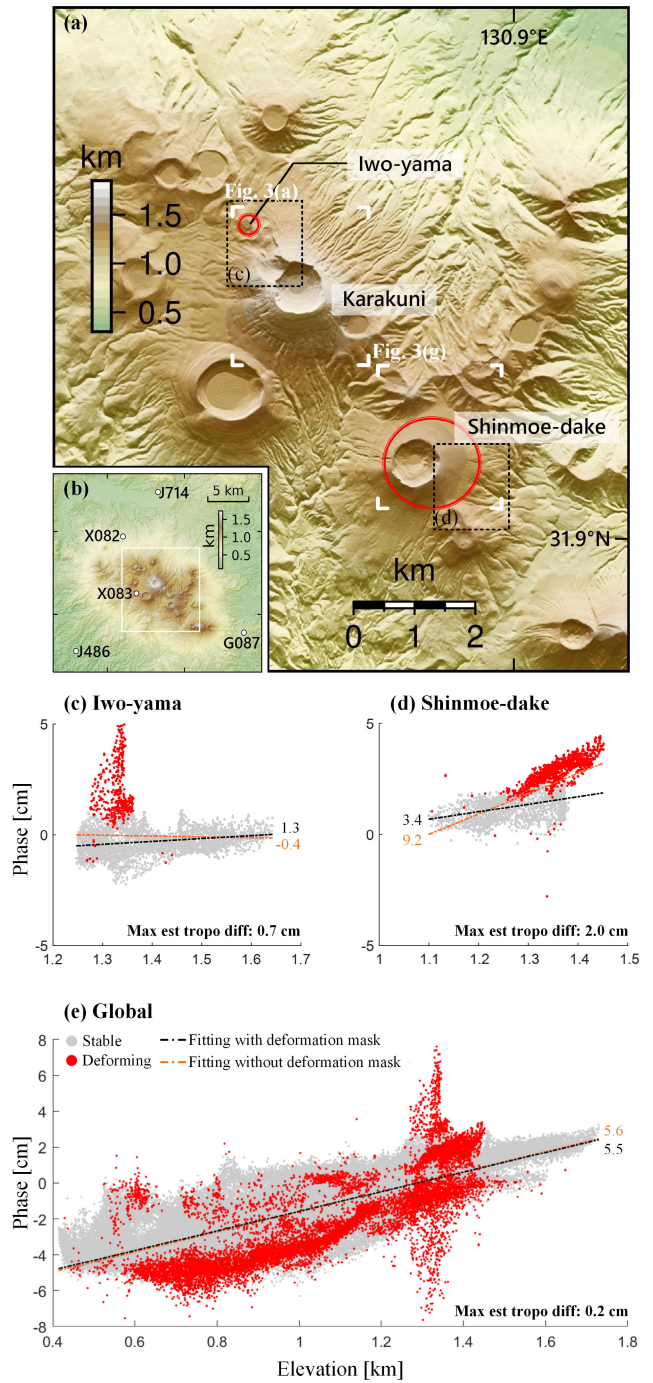 (a)
130.9°E
Iwo-yama
km
Fig. 3(a)
1.5
1.0
0.5
(c)
Karakuni
Fig. 3(g)
Shinmoe-dake
(d)
31.9°N
km
0 1 2
(b)
J714
5 km
X082
km
1.5
1.0
0.5
X083
G087
J486
(c) Iwo-yama
5
0
-5
Phase [cm]
1.3
-0.4
Max est tropo diff: 0.7 cm
1.2 1.3 1.4 1.5 1.6 1.7
(d) Shinmoe-dake
5
0
-5
Phase [cm]
3.4
9.2
Max est tropo diff: 2.0 cm
1 1.1 1.2 1.3 1.4 1.5
(e) Global
Stable
Deforming
Fitting with deformation mask
Fitting without deformation mask
8
6
4
2
0
-2
-4
-6
-8
Phase [cm]
5.6
5.5
Max est tropo diff: 0.2 cm
0.4 0.6 0.8 1 1.2 1.4 1.6 1.8
Elevation [km]